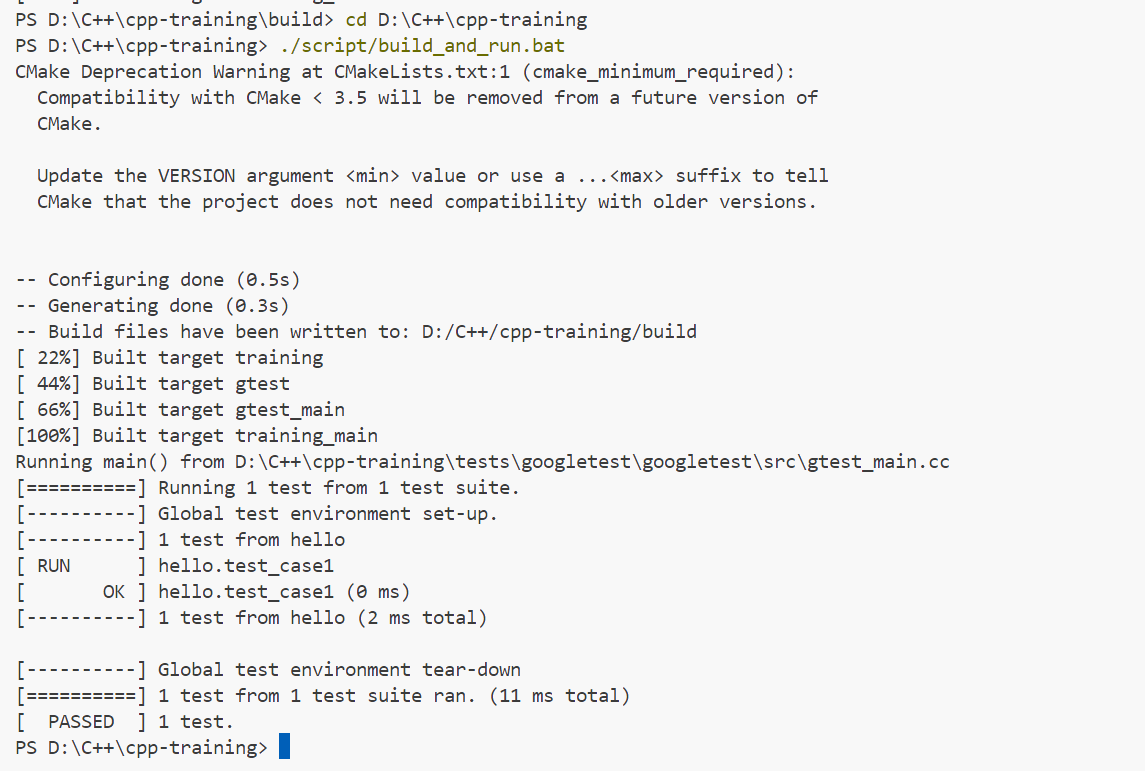 PS D:\C++\cpp-training\build> cd D:\C++\cpp-training
PS D:\C++\cpp-training> ./script/build_and_run.bat
CMake Deprecation Warning at CMakeLists.txt:1 (cmake_minimum_required):
  Compatibility with CMake < 3.5 will be removed from a future version of
  CMake.

  Update the VERSION argument <min> value or use a ...<max> suffix to tell
  CMake that the project does not need compatibility with older versions.


-- Configuring done (0.5s)
-- Generating done (0.3s)
-- Build files have been written to: D:/C++/cpp-training/build
[ 22%] Built target training
[ 44%] Built target gtest
[ 66%] Built target gtest_main
[100%] Built target training_main
Running main() from D:\C++\cpp-training\tests\googletest\googletest\src\gtest_main.cc
[==========] Running 1 test from 1 test suite.
[----------] Global test environment set-up.
[----------] 1 test from hello
[ RUN      ] hello.test_case1
[       OK ] hello.test_case1 (0 ms)
[----------] 1 test from hello (2 ms total)

[----------] Global test environment tear-down
[==========] 1 test from 1 test suite ran. (11 ms total)
[  PASSED  ] 1 test.
PS D:\C++\cpp-training>